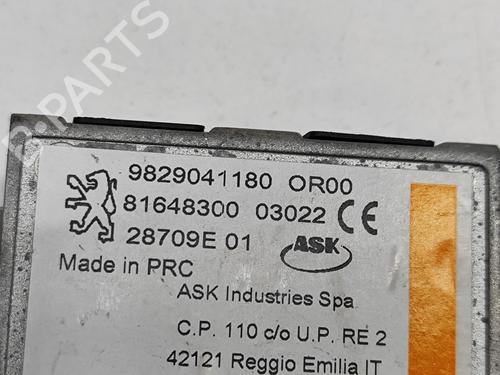 9829041180 OR00
81648300 03022 CE
28709E 01 ASK
Made in PRC
ASK Industries Spa
C.P. 110 c/o U.P. RE 2
42121 Reggio Emilia IT